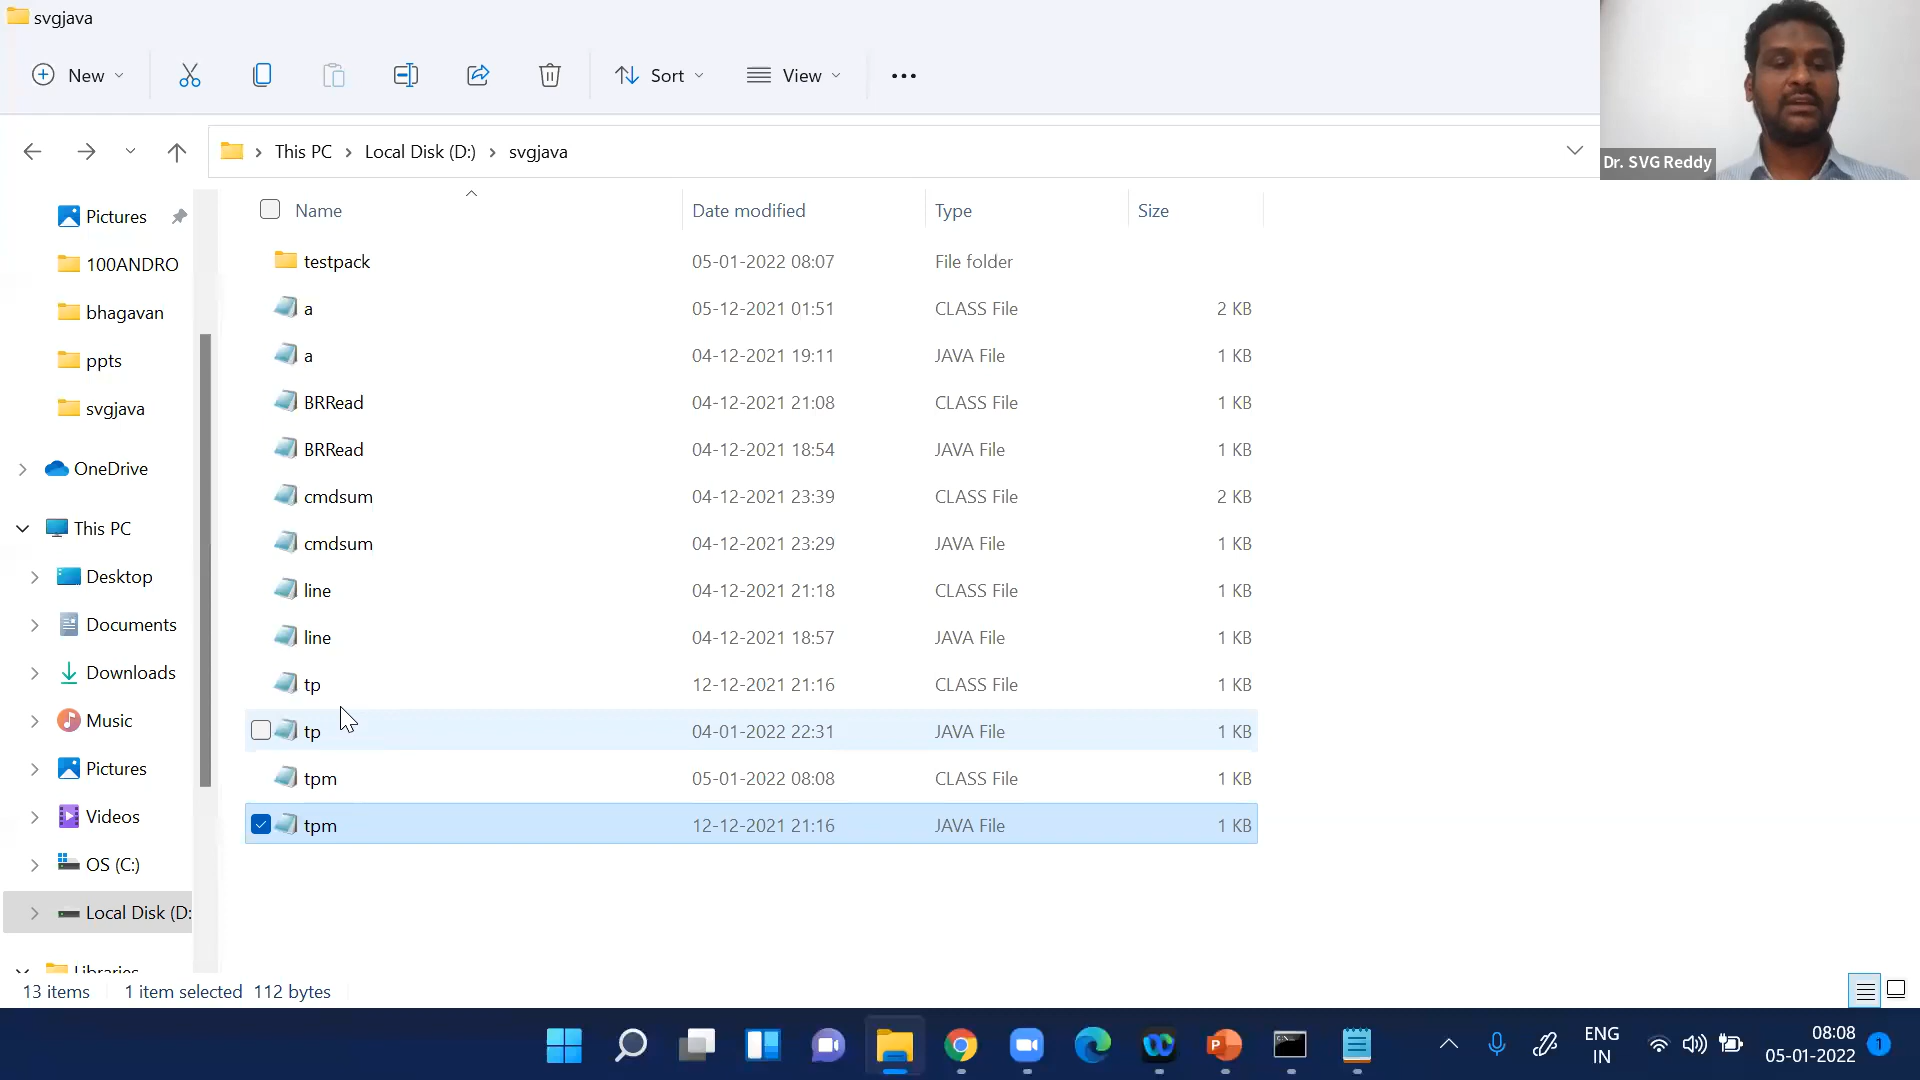 svgjava
New
Sort
View
This PC
Local Disk (D:)
svgjava
Dr. SVG Reddy
Name
Date modified
Type
Size
Pictures
100ANDRO
bhagavan
ppts
svgjava
OneDrive
This PC
Desktop
Documents
Downloads
Music
Pictures
Videos
OS (C:)
Local Disk (D:
Libraries
testpack 05-01-2022 08:07 File folder
a 05-12-2021 01:51 CLASS File 2 KB
a 04-12-2021 19:11 JAVA File 1 KB
BRRead 04-12-2021 21:08 CLASS File 1 KB
BRRead 04-12-2021 18:54 JAVA File 1 KB
cmdsum 04-12-2021 23:39 CLASS File 2 KB
cmdsum 04-12-2021 23:29 JAVA File 1 KB
line 04-12-2021 21:18 CLASS File 1 KB
line 04-12-2021 18:57 JAVA File 1 KB
tp 12-12-2021 21:16 CLASS File 1 KB
tp 04-01-2022 22:31 JAVA File 1 KB
tpm 05-01-2022 08:08 CLASS File 1 KB
tpm 12-12-2021 21:16 JAVA File 1 KB
13 items 1 item selected 112 bytes
ENG
IN
08:08
05-01-2022
1